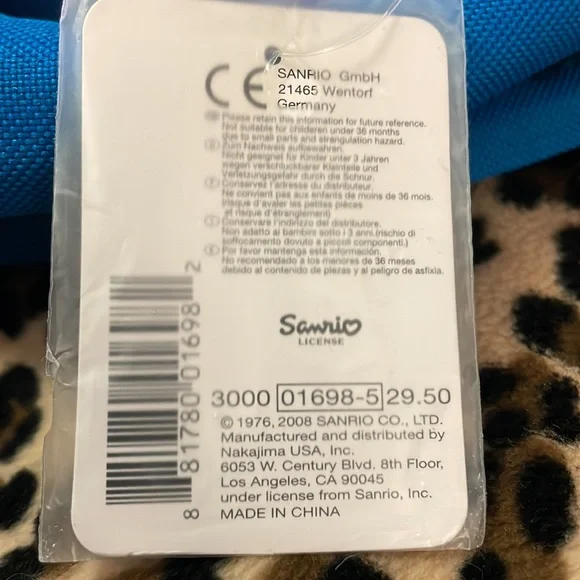 CE SANRIO GmbH
21465 Wentorf
Germany
Please retain this information for future reference.
Not suitable for childeren under 36 months
due to small parts and strangulation hazard.
Zum Nachweis aufbewahren.
Nicht geeignet für Kinder unter 3 Jahren
wegen verschluckbarer Kleinteile und
Verletzungsgefahr durch die Schnur.
Conservez l'adresse du distributeur.
Ne convient pas aux enfants de moins de 36 mois.
(risque d'avaler les petites pièces
et risque d'étranglement)
Conservare l'indirizzo del distributore.
Non adatto ai bambini sotto i 3 anni.(rischio di
soffocamento dovuto a piccoli componenti.)
Por favor mantenga esta información.
No recomendado a los menores de 36 meses
debido al contenido de piezas y al peligro de asfixia.
8 81780 01698 2
Sanrio
LICENSE
3000 01698-5 29.50
© 1976, 2008 SANRIO CO., LTD.
Manufactured and distributed by
Nakajima USA, Inc.
6053 W. Century Blvd. 8th Floor,
Los Angeles, CA 90045
under license from Sanrio, Inc.
MADE IN CHINA